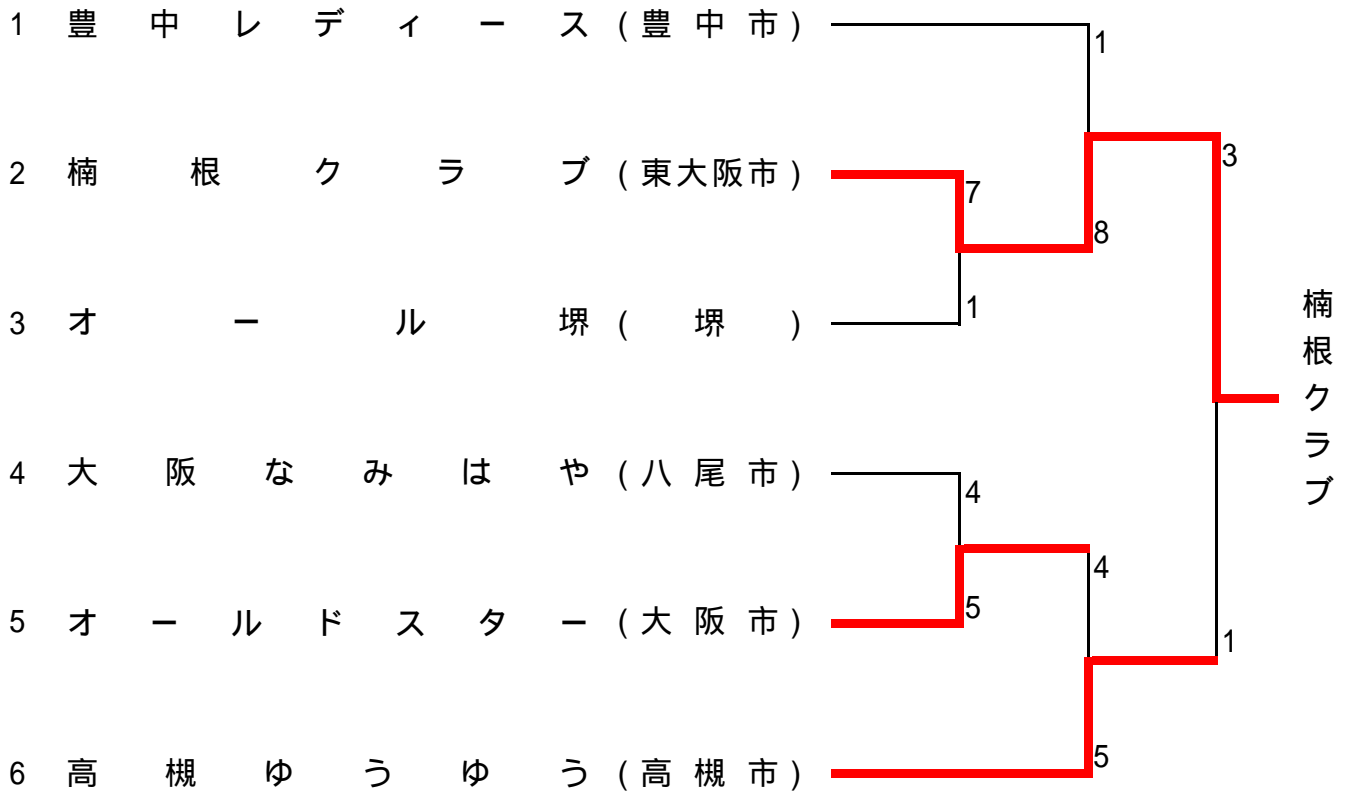 1 豊中レディース (豊中市)
1
2 楠根クラブ (東大阪市)
7
8
3
3 オール堺 (堺)
1
4 大阪なみはや (八尾市)
4
4
5 オールドスター (大阪市)
5
1
6 高槻ゆうゆう (高槻市)
5
楠根クラブ